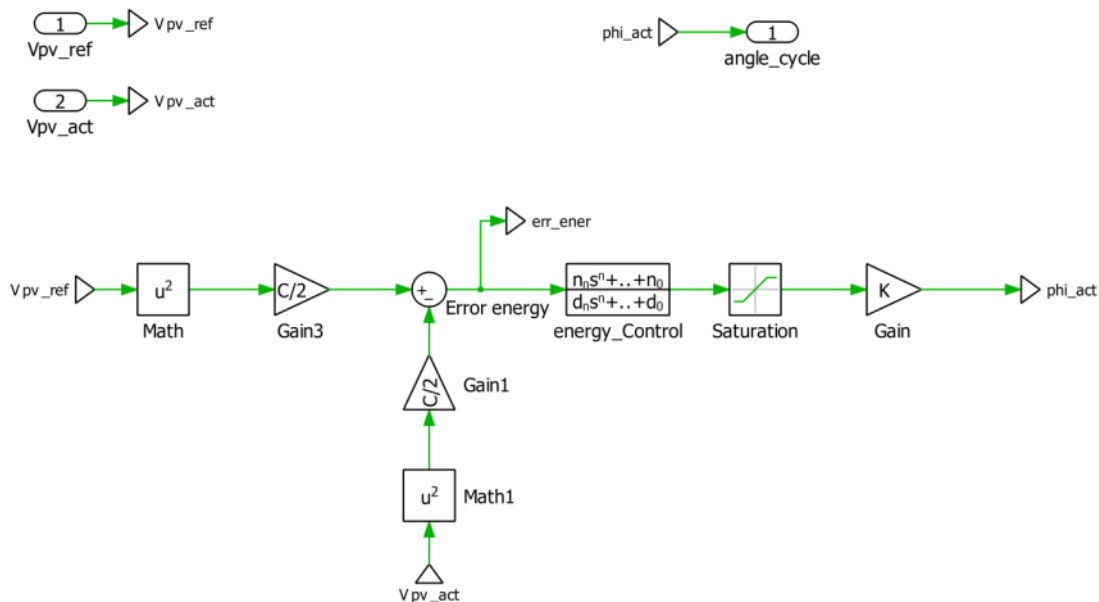 1
Vpv_ref
Vpv_ref
phi_act
1
angle_cycle
2
Vpv_act
Vpv_act
err_ener
Vpv_ref
u²
Math
C/2
Gain3
+
-
Error energy
nₙsⁿ+..+n₀
dₙsⁿ+..+d₀
energy_Control
Saturation
K
Gain
phi_act
C/2
Gain1
u²
Math1
Vpv_act